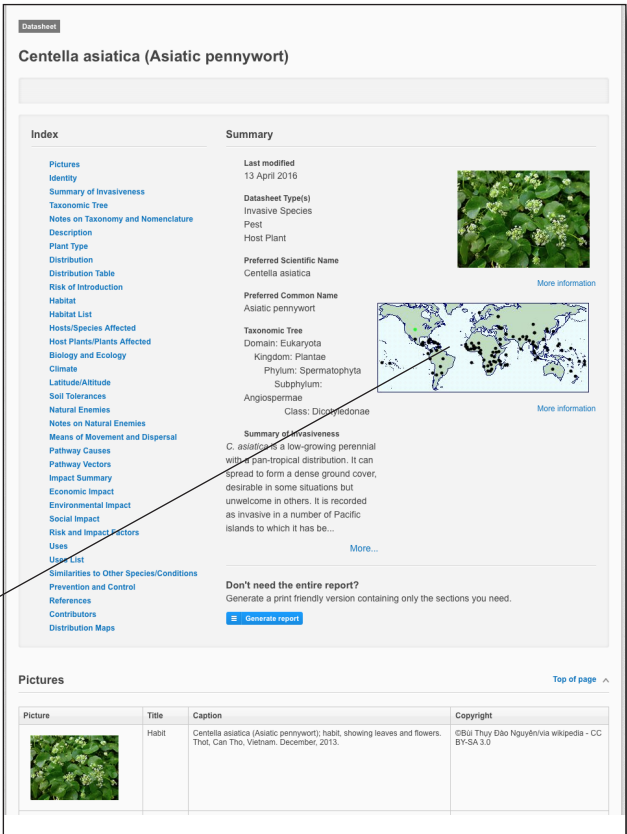 Datasheet
Centella asiatica (Asiatic pennywort)
Index
Pictures
Identity
Summary of Invasiveness
Taxonomic Tree
Notes on Taxonomy and Nomenclature
Description
Plant Type
Distribution
Distribution Table
Risk of Introduction
Habitat
Habitat List
Hosts/Species Affected
Host Plants/Plants Affected
Biology and Ecology
Climate
Latitude/Altitude
Soil Tolerances
Natural Enemies
Notes on Natural Enemies
Means of Movement and Dispersal
Pathway Causes
Pathway Vectors
Impact Summary
Economic Impact
Environmental Impact
Social Impact
Risk and Impact Factors
Uses
Uses List
Similarities to Other Species/Conditions
Prevention and Control
References
Contributors
Distribution Maps
Summary
Last modified
13 April 2016
Datasheet Type(s)
Invasive Species
Pest
Host Plant
Preferred Scientific Name
Centella asiatica
Preferred Common Name
Asiatic pennywort
Taxonomic Tree
Domain: Eukaryota
Kingdom: Plantae
Phylum: Spermatophyta
Subphylum:
Angiospermae
Class: Dicotyledonae
Summary of Invasiveness
C. asiatica is a low-growing perennial
with a pan-tropical distribution. It can
spread to form a dense ground cover,
desirable in some situations but
unwelcome in others. It is recorded
as invasive in a number of Pacific
islands to which it has be...
More...
More information
More information
Don't need the entire report?
Generate a print friendly version containing only the sections you need.
Generate report
Pictures
Top of page
Picture Title Caption Copyright
Habit Centella asiatica (Asiatic pennywort); habit, showing leaves and flowers. ©Bùi Thụy Đào Nguyên/via wikipedia - CC
Thot, Can Tho, Vietnam. December, 2013. BY-SA 3.0